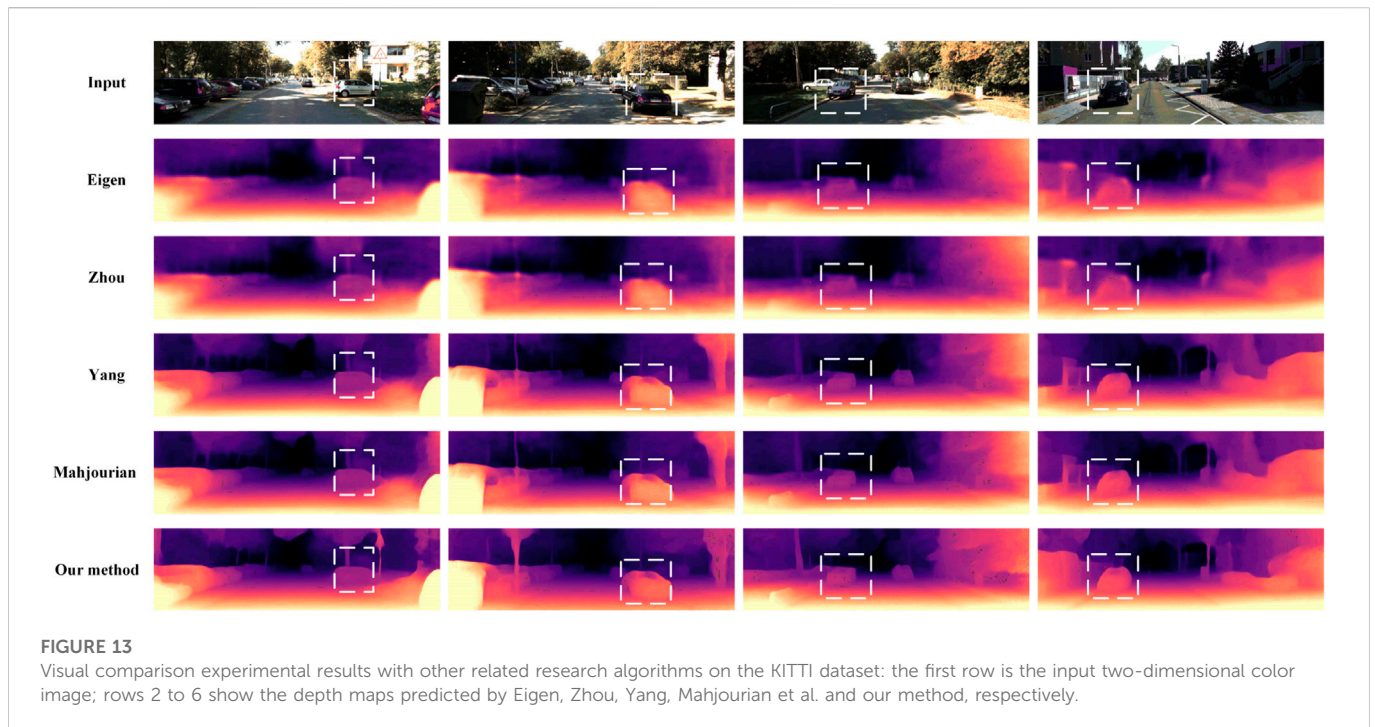 Input
Eigen
Zhou
Yang
Mahjourian
Our method
FIGURE 13
Visual comparison experimental results with other related research algorithms on the KITTI dataset: the first row is the input two-dimensional color
image; rows 2 to 6 show the depth maps predicted by Eigen, Zhou, Yang, Mahjourian et al. and our method, respectively.